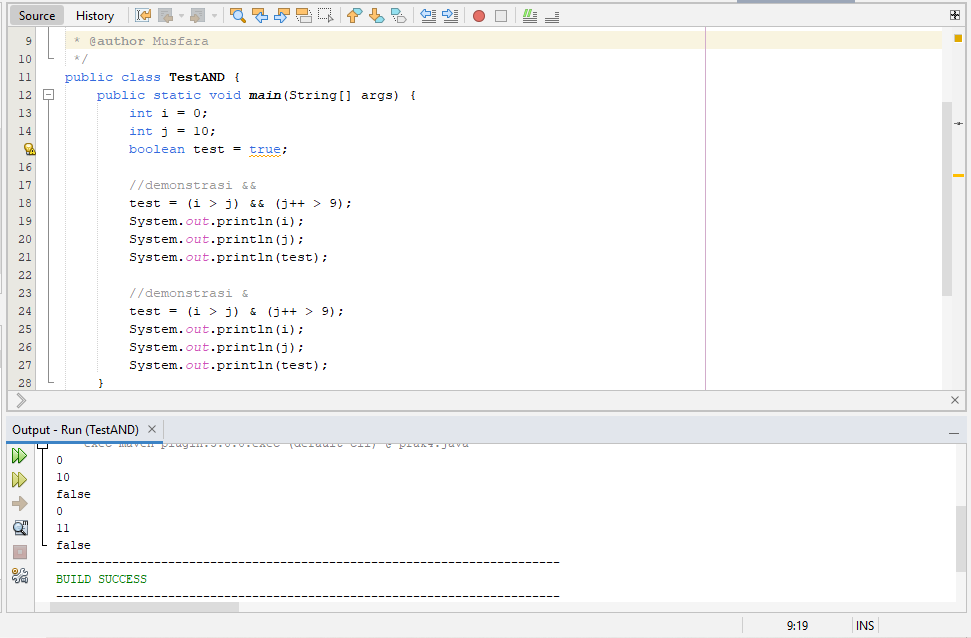 Source History
9 * @author Musfara
10 */
11 public class TestAND {
12 public static void main(String[] args) {
13 int i = 0;
14 int j = 10;
boolean test = true;
16
17 //demonstrasi &&
18 test = (i > j) && (j++ > 9);
19 System.out.println(i);
20 System.out.println(j);
21 System.out.println(test);
22
23 //demonstrasi &
24 test = (i > j) & (j++ > 9);
25 System.out.println(i);
26 System.out.println(j);
27 System.out.println(test);
28 }
Output - Run (TestAND)
0
10
false
0
11
false
------------------------------------------------------------------------
BUILD SUCCESS
------------------------------------------------------------------------
9:19 INS